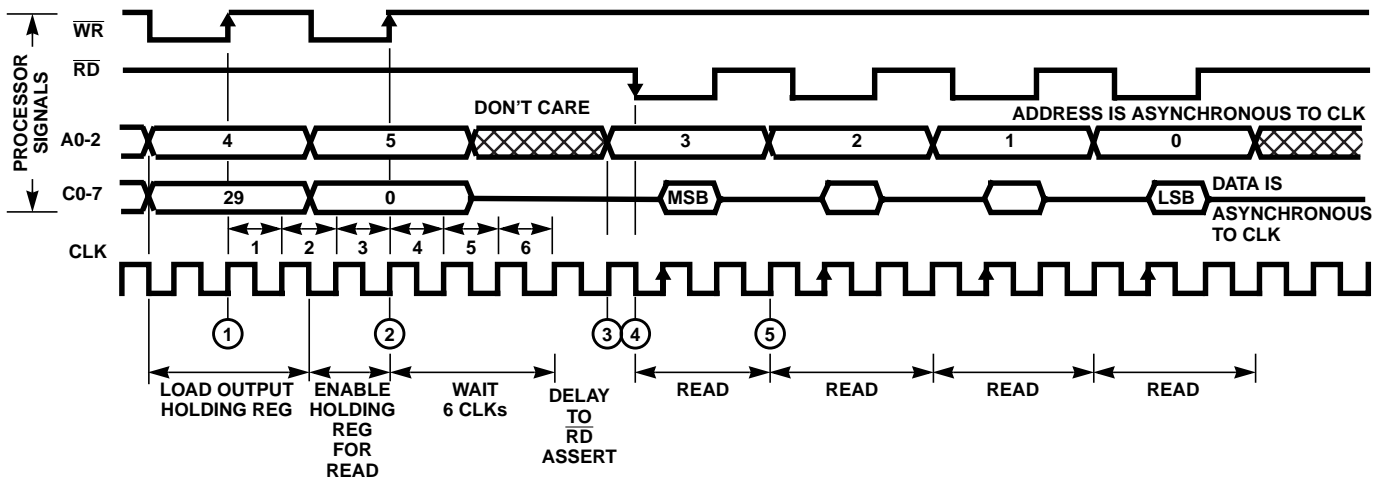 PROCESSOR
SIGNALS
WR
RD
DON'T CARE
ADDRESS IS ASYNCHRONOUS TO CLK
A0-2
4
5
3
2
1
0
C0-7
29
0
MSB
LSB
DATA IS
ASYNCHRONOUS
TO CLK
1
2
3
4
5
6
CLK
1
2
3
4
5
LOAD OUTPUT
HOLDING REG
ENABLE
HOLDING
REG
FOR
READ
WAIT
6 CLKs
DELAY
TO
RD
ASSERT
READ
READ
READ
READ